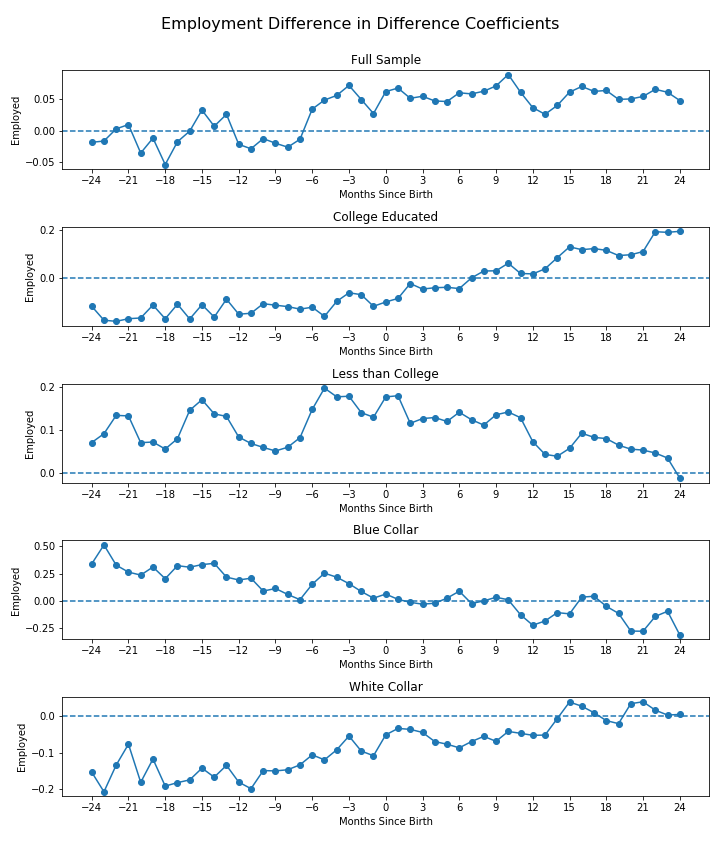 Employment Difference in Difference Coefficients
Full Sample
Employed
0.05
0.00
−0.05
−24 −21 −18 −15 −12 −9 −6 −3 0 3 6 9 12 15 18 21 24
Months Since Birth
College Educated
Employed
0.2
0.0
−24 −21 −18 −15 −12 −9 −6 −3 0 3 6 9 12 15 18 21 24
Months Since Birth
Less than College
Employed
0.2
0.1
0.0
−24 −21 −18 −15 −12 −9 −6 −3 0 3 6 9 12 15 18 21 24
Months Since Birth
Blue Collar
Employed
0.50
0.25
0.00
−0.25
−24 −21 −18 −15 −12 −9 −6 −3 0 3 6 9 12 15 18 21 24
Months Since Birth
White Collar
Employed
0.0
−0.1
−0.2
−24 −21 −18 −15 −12 −9 −6 −3 0 3 6 9 12 15 18 21 24
Months Since Birth